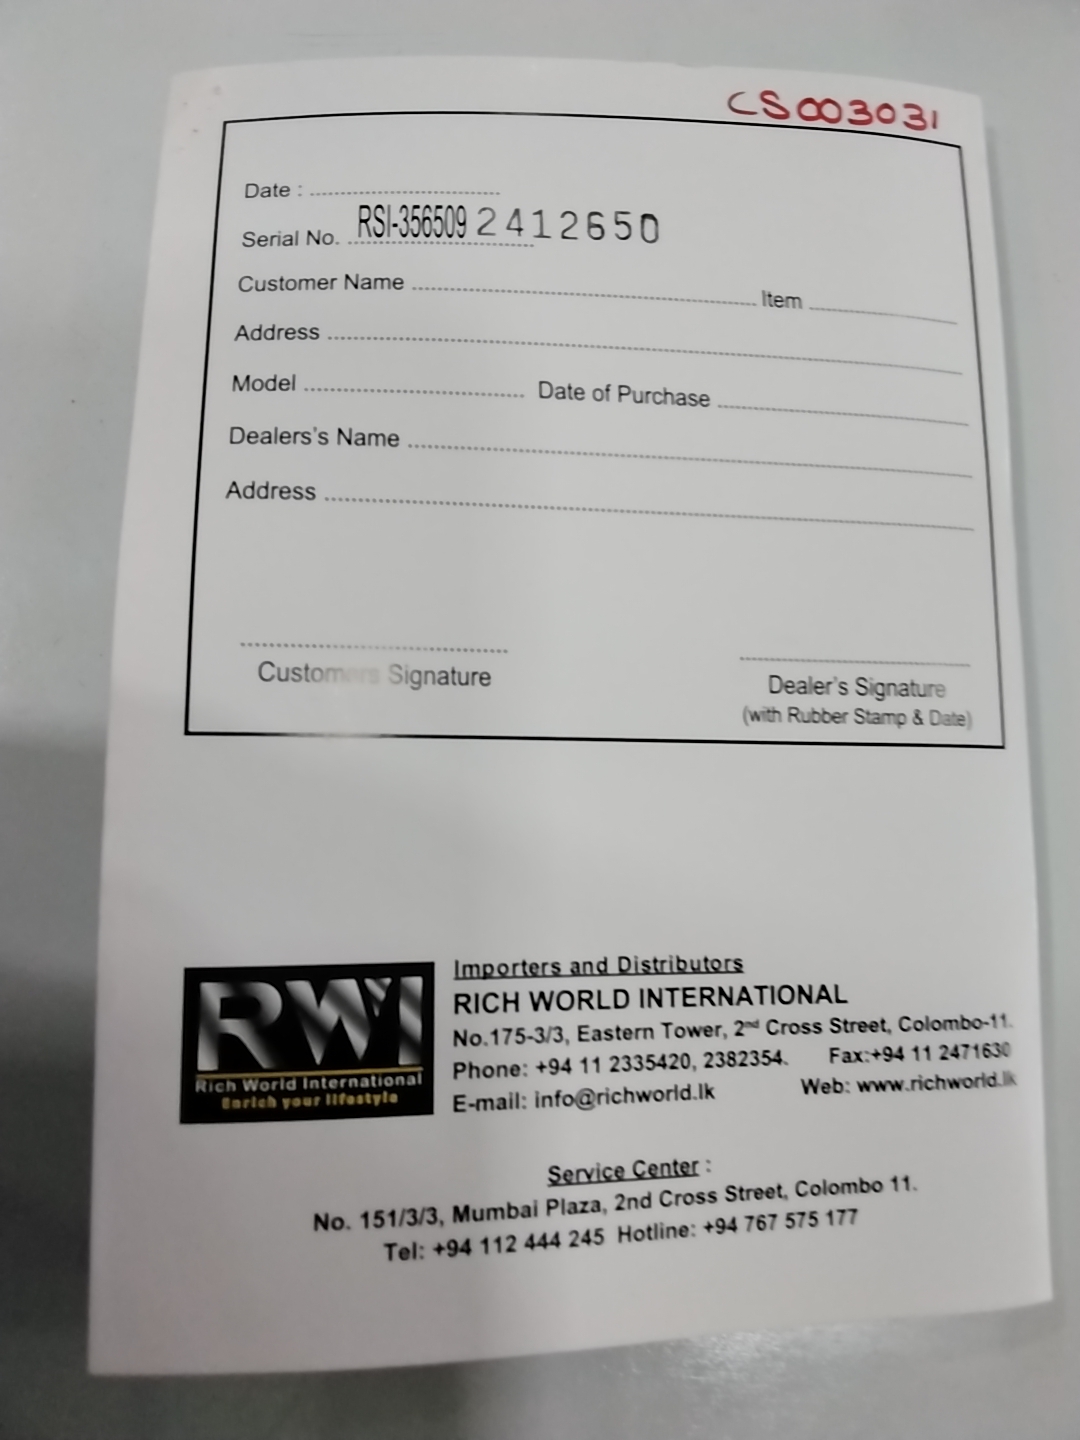 CS003031
Date : ........................
Serial No. RSI-356509 2412650
Customer Name ........................ Item ........................
Address ........................
Model ........................ Date of Purchase ........................
Dealers's Name ........................
Address ........................
Customers Signature
Dealer's Signature
(with Rubber Stamp & Date)
RWI
Rich World International
Enrich your lifestyle
Importers and Distributors
RICH WORLD INTERNATIONAL
No.175-3/3, Eastern Tower, 2nd Cross Street, Colombo-11.
Phone: +94 11 2335420, 2382354. Fax:+94 11 2471630
E-mail: info@richworld.lk Web: www.richworld.lk
Service Center :
No. 151/3/3, Mumbai Plaza, 2nd Cross Street, Colombo 11.
Tel: +94 112 444 245 Hotline: +94 767 575 177